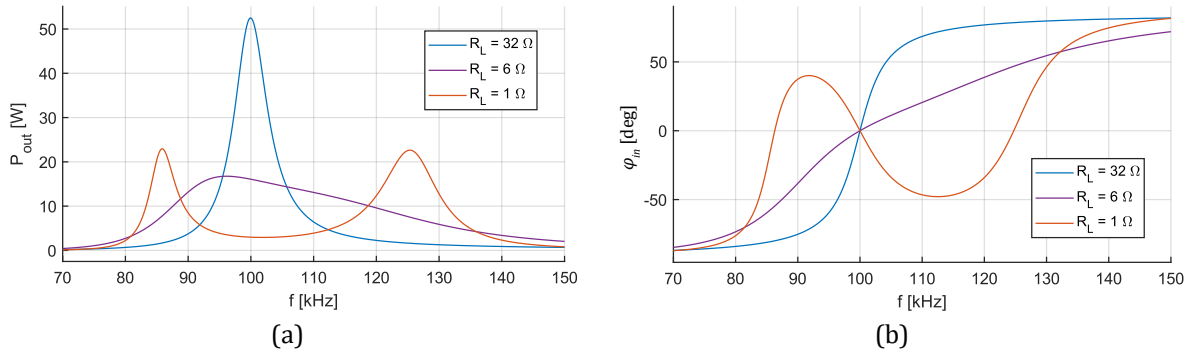 P_out [W]
50
40
30
20
10
0
R_L = 32 Ω
R_L = 6 Ω
R_L = 1 Ω
70 80 90 100 110 120 130 140 150
f [kHz]
(a)
φ_in [deg]
50
0
-50
R_L = 32 Ω
R_L = 6 Ω
R_L = 1 Ω
70 80 90 100 110 120 130 140 150
f [kHz]
(b)